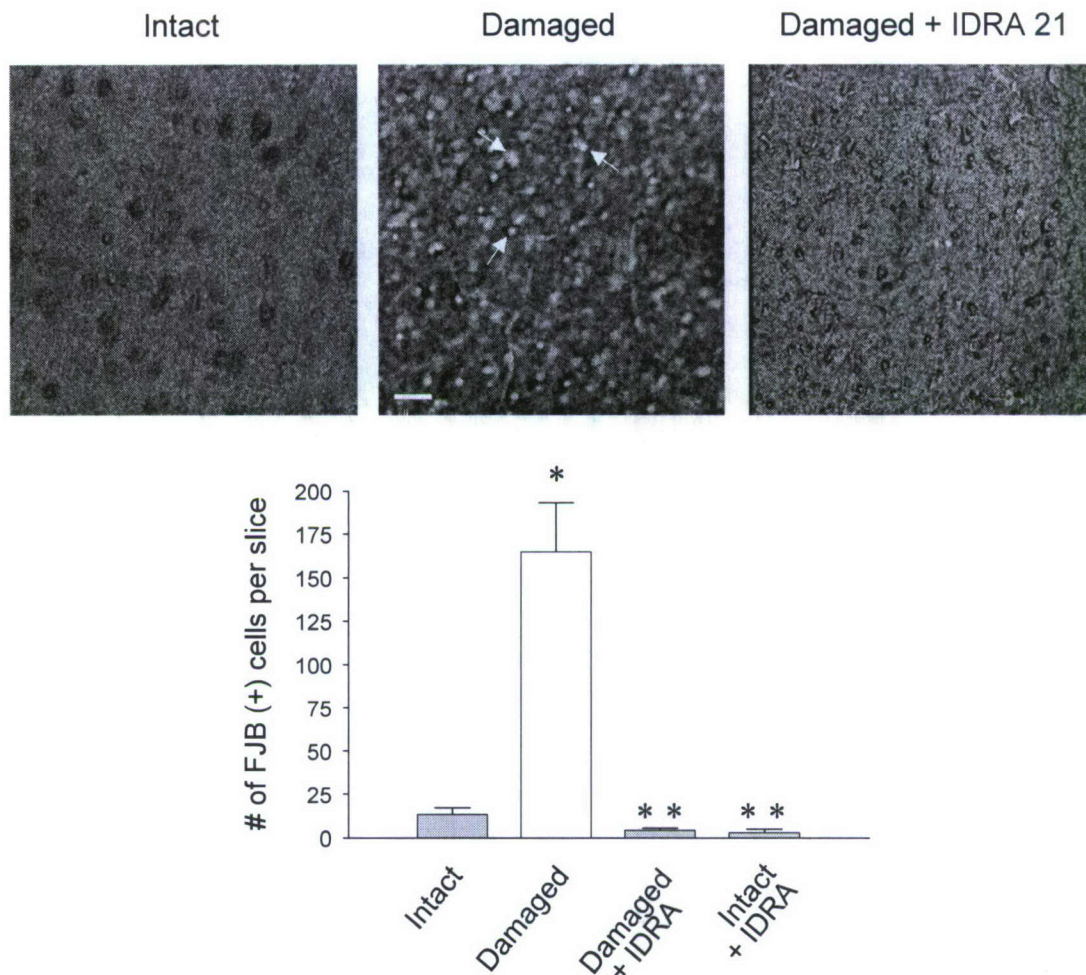 Intact
Damaged
Damaged + IDRA 21
*
200
175
150
125
100
75
50
25
0
# of FJB (+) cells per slice
* *
* *
Intact
Damaged
Damaged
+ IDRA
Intact
+ IDRA